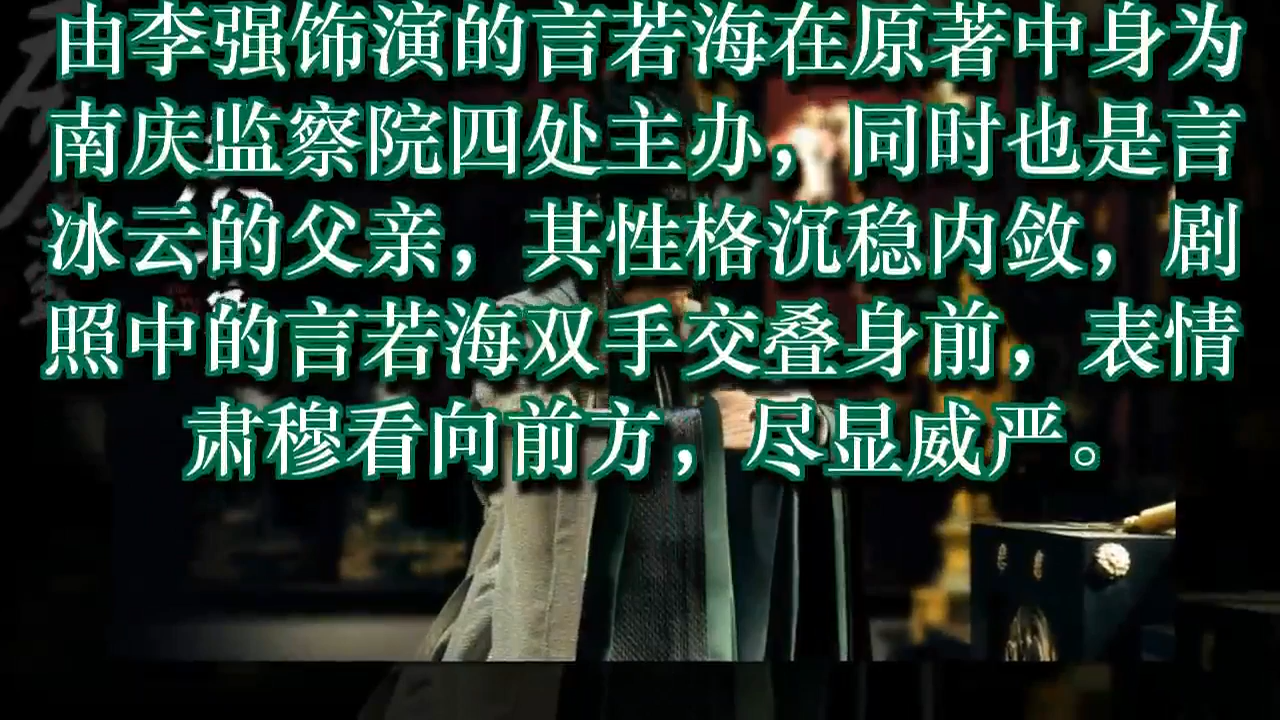 由李强饰演的言若海在原著中身为
南庆监察院四处主办，同时也是言
冰云的父亲，其性格沉稳内敛，剧
照中的言若海双手交叠身前，表情
肃穆看向前方，尽显威严。